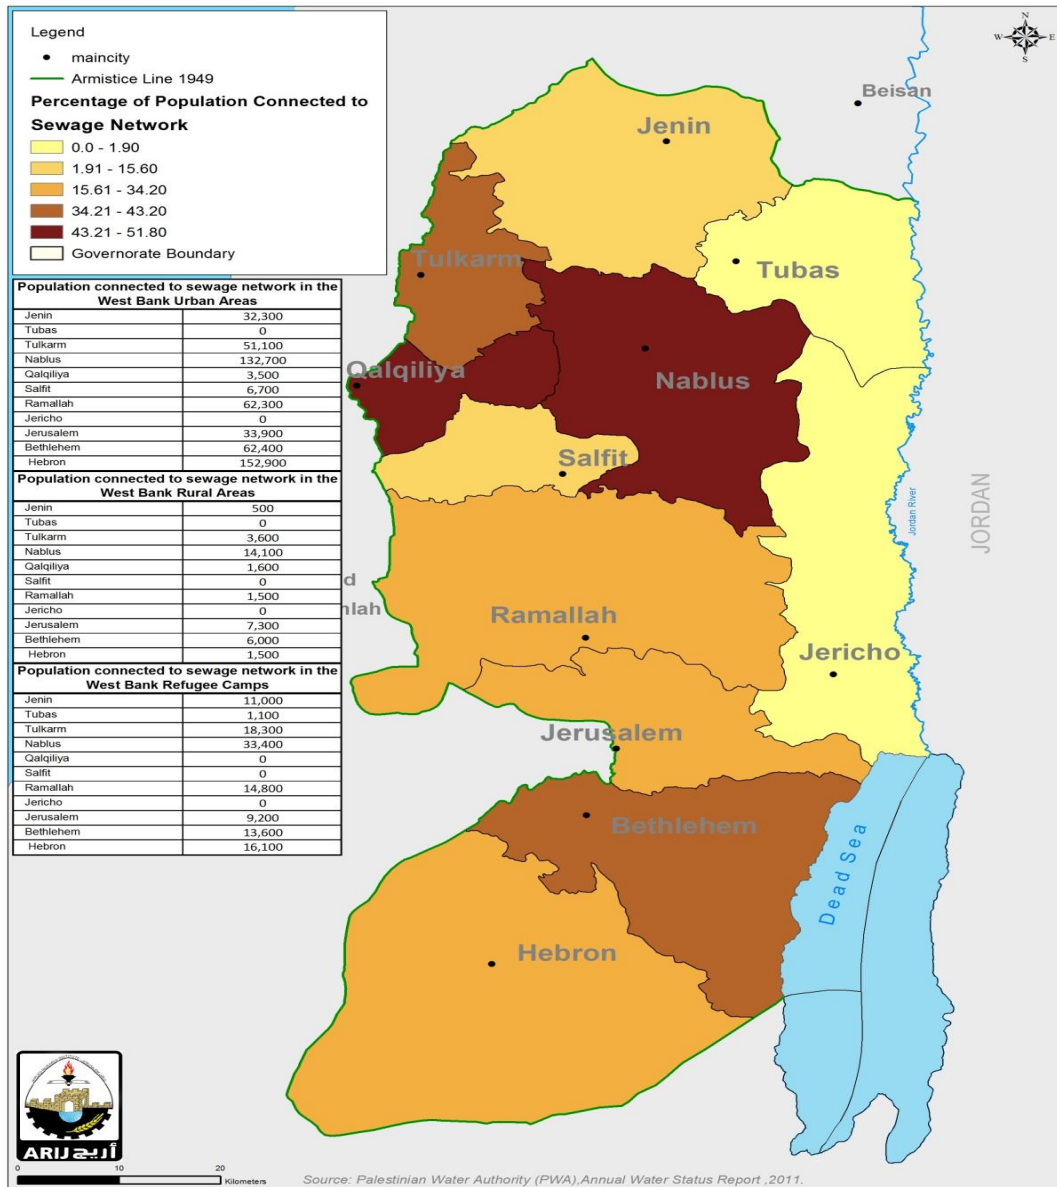 Legend
maincity
Armistice Line 1949
Percentage of Population Connected to
Sewage Network
0.0 - 1.90
1.91 - 15.60
15.61 - 34.20
34.21 - 43.20
43.21 - 51.80
Governorate Boundary
Population connected to sewage network in the
West Bank Urban Areas
Jenin 32,300
Tubas 0
Tulkarm 51,100
Nablus 132,700
Qalqiliya 3,500
Salfit 6,700
Ramallah 62,300
Jericho 0
Jerusalem 33,900
Bethlehem 62,400
Hebron 152,900
Population connected to sewage network in the
West Bank Rural Areas
Jenin 500
Tubas 0
Tulkarm 3,600
Nablus 14,100
Qalqiliya 1,600
Salfit 0
Ramallah 1,500
Jericho 0
Jerusalem 7,300
Bethlehem 6,000
Hebron 1,500
Population connected to sewage network in the
West Bank Refugee Camps
Jenin 11,000
Tubas 1,100
Tulkarm 18,300
Nablus 33,400
Qalqiliya 0
Salfit 0
Ramallah 14,800
Jericho 0
Jerusalem 9,200
Bethlehem 13,600
Hebron 16,100
N
W E
S
Beisan
Jenin
Tulkarm
Tubas
Qalqiliya
Nablus
Salfit
Jordan River
JORDAN
d
nlah
Ramallah
Jericho
Jerusalem
Bethlehem
Dead Sea
Hebron
ARIJ أريج
0 10 20
Kilometers
Source: Palestinian Water Authority (PWA),Annual Water Status Report ,2011.